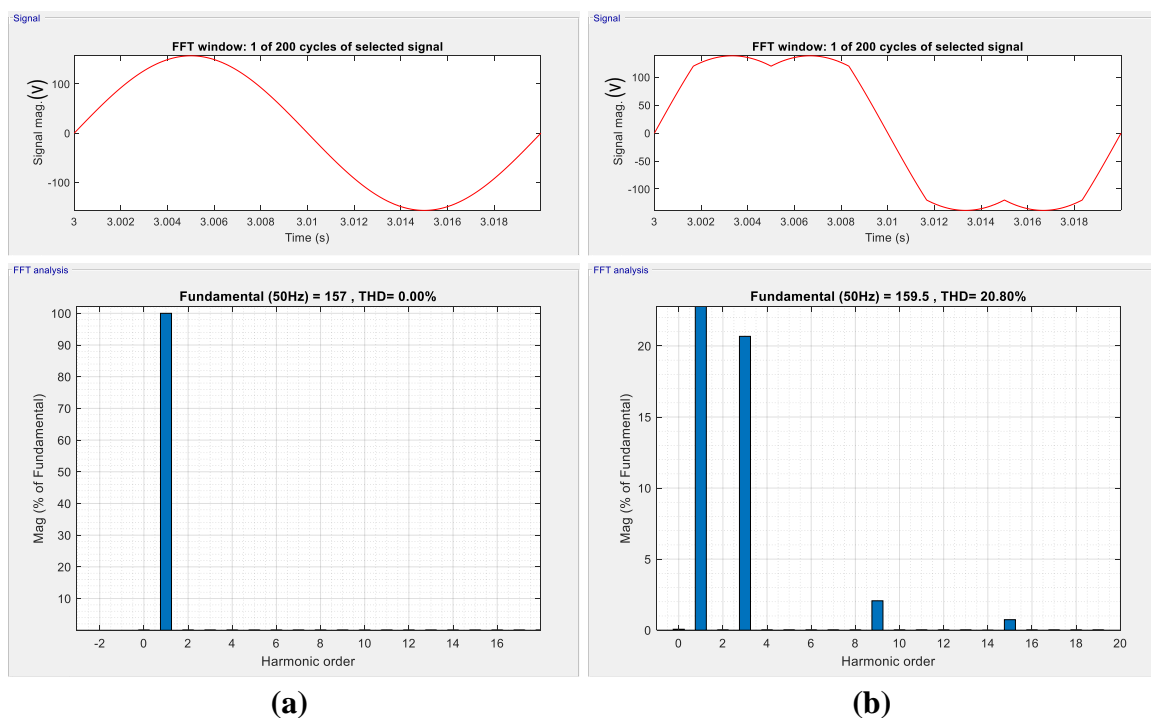 Signal
FFT window: 1 of 200 cycles of selected signal
Signal mag.(v)
100
0
-100
3 3.002 3.004 3.006 3.008 3.01 3.012 3.014 3.016 3.018
Time (s)
FFT analysis
Fundamental (50Hz) = 157 , THD= 0.00%
Mag (% of Fundamental)
100
90
80
70
60
50
40
30
20
10
-2 0 2 4 6 8 10 12 14 16
Harmonic order
(a)
Signal
FFT window: 1 of 200 cycles of selected signal
Signal mag.(v)
100
50
0
-50
-100
3 3.002 3.004 3.006 3.008 3.01 3.012 3.014 3.016 3.018
Time (s)
FFT analysis
Fundamental (50Hz) = 159.5 , THD= 20.80%
Mag (% of Fundamental)
20
15
10
5
0
0 2 4 6 8 10 12 14 16 18 20
Harmonic order
(b)